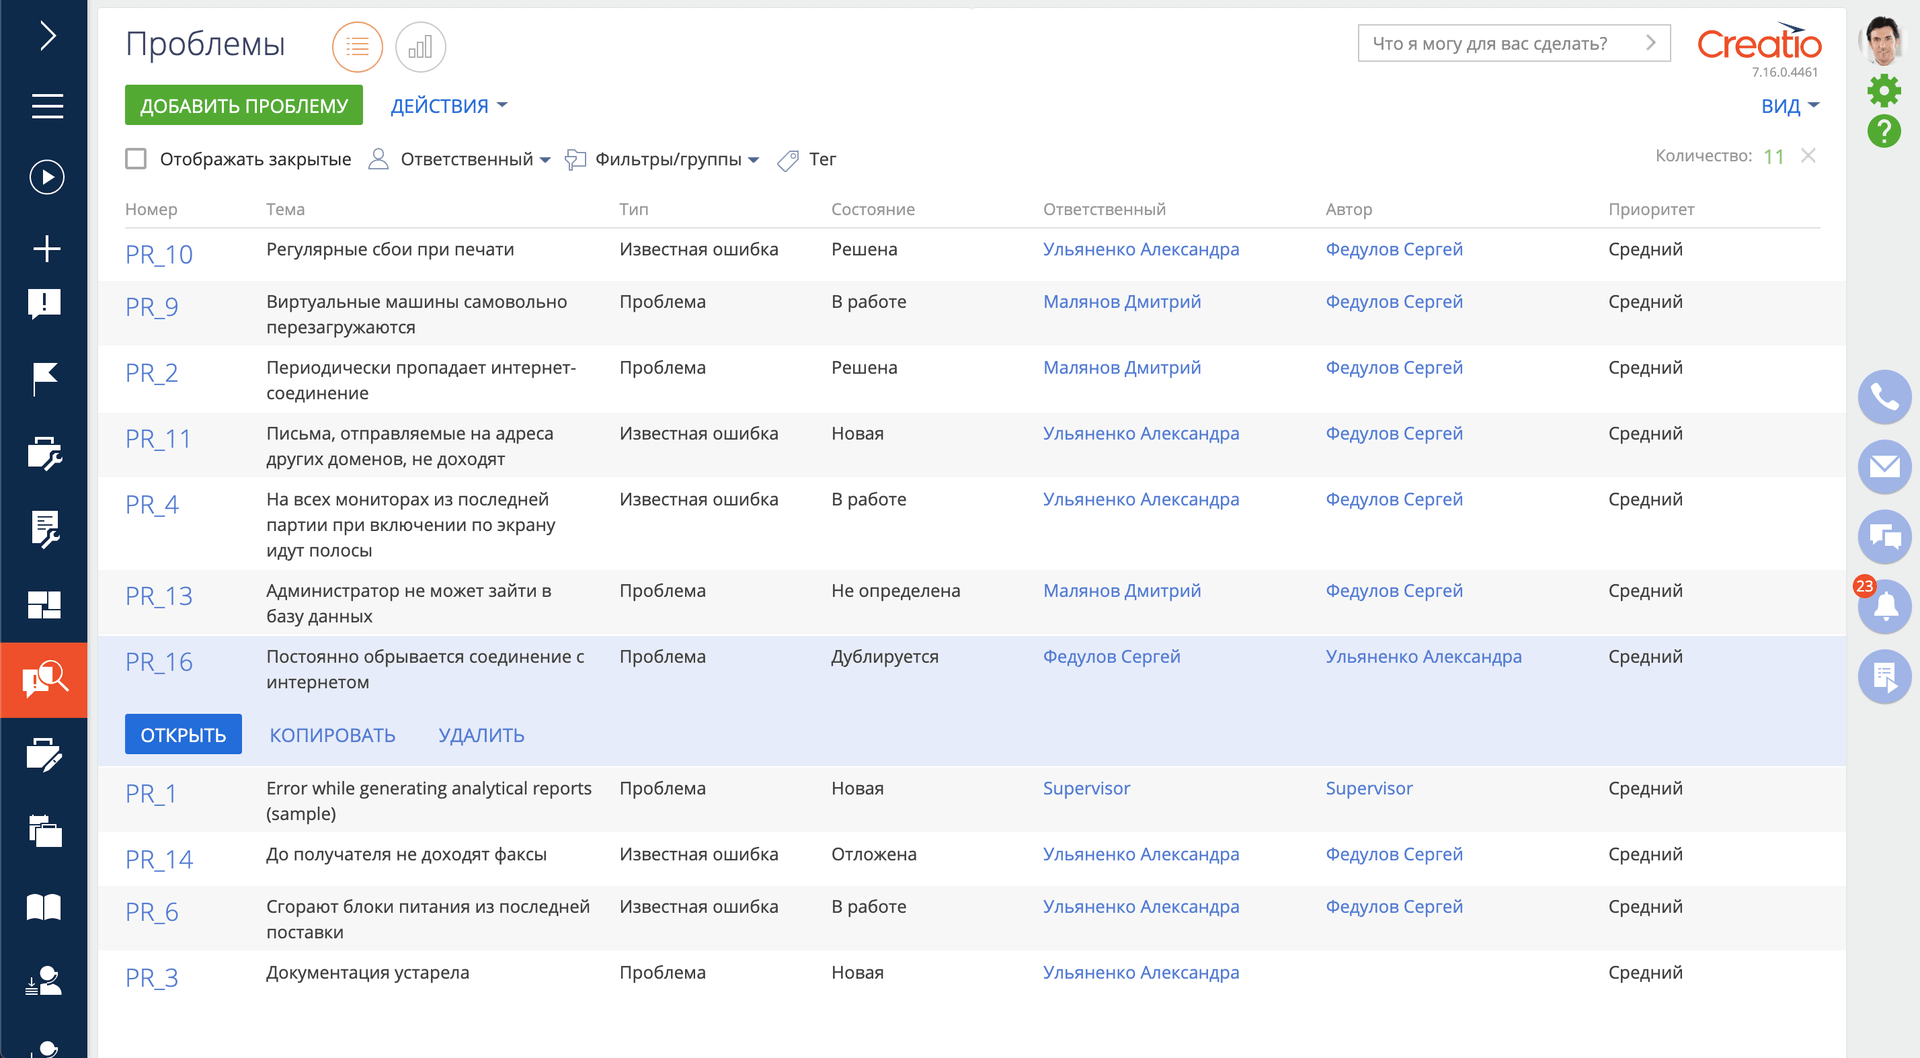 Проблемы
Что я могу для вас сделать?
Creatio
7.16.0.4461
ДОБАВИТЬ ПРОБЛЕМУ ДЕЙСТВИЯ
ВИД
Отображать закрытые Ответственный Фильтры/группы Тег
Количество: 11
Номер Тема Тип Состояние Ответственный Автор Приоритет
PR_10 Регулярные сбои при печати Известная ошибка Решена Ульяненко Александра Федулов Сергей Средний
PR_9 Виртуальные машины самовольно Проблема В работе Малянов Дмитрий Федулов Сергей Средний
перезагружаются
PR_2 Периодически пропадает интернет- Проблема Решена Малянов Дмитрий Федулов Сергей Средний
соединение
PR_11 Письма, отправляемые на адреса Известная ошибка Новая Ульяненко Александра Федулов Сергей Средний
других доменов, не доходят
PR_4 На всех мониторах из последней Известная ошибка В работе Ульяненко Александра Федулов Сергей Средний
партии при включении по экрану
идут полосы
PR_13 Администратор не может зайти в Проблема Не определена Малянов Дмитрий Федулов Сергей Средний
базу данных
23
PR_16 Постоянно обрывается соединение с Проблема Дублируется Федулов Сергей Ульяненко Александра Средний
интернетом
ОТКРЫТЬ КОПИРОВАТЬ УДАЛИТЬ
PR_1 Error while generating analytical reports Проблема Новая Supervisor Supervisor Средний
(sample)
PR_14 До получателя не доходят факсы Известная ошибка Отложена Ульяненко Александра Федулов Сергей Средний
PR_6 Сгорают блоки питания из последней Известная ошибка В работе Ульяненко Александра Федулов Сергей Средний
поставки
PR_3 Документация устарела Проблема Новая Ульяненко Александра Средний